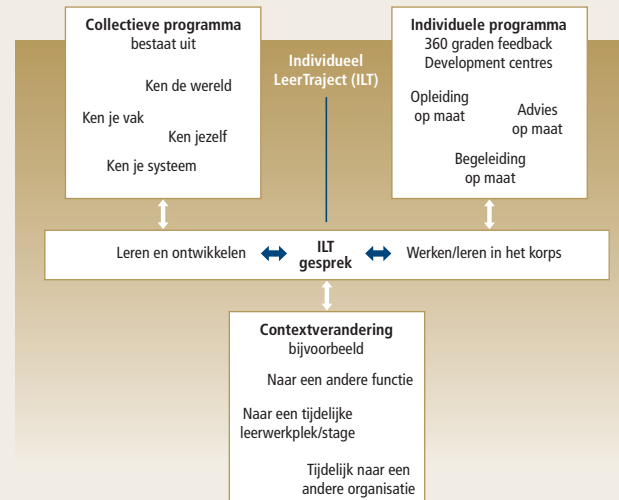 Collectieve programma
bestaat uit
Ken de wereld
Ken je vak
Ken jezelf
Ken je systeem
Individueel
LeerTraject (ILT)
Individuele programma
360 graden feedback
Development centres
Opleiding
op maat
Advies
op maat
Begeleiding
op maat
Leren en ontwikkelen
ILT
gesprek
Werken/leren in het korps
Contextverandering
bijvoorbeeld
Naar een andere functie
Naar een tijdelijke
leerwerkplek/stage
Tijdelijk naar een
andere organisatie